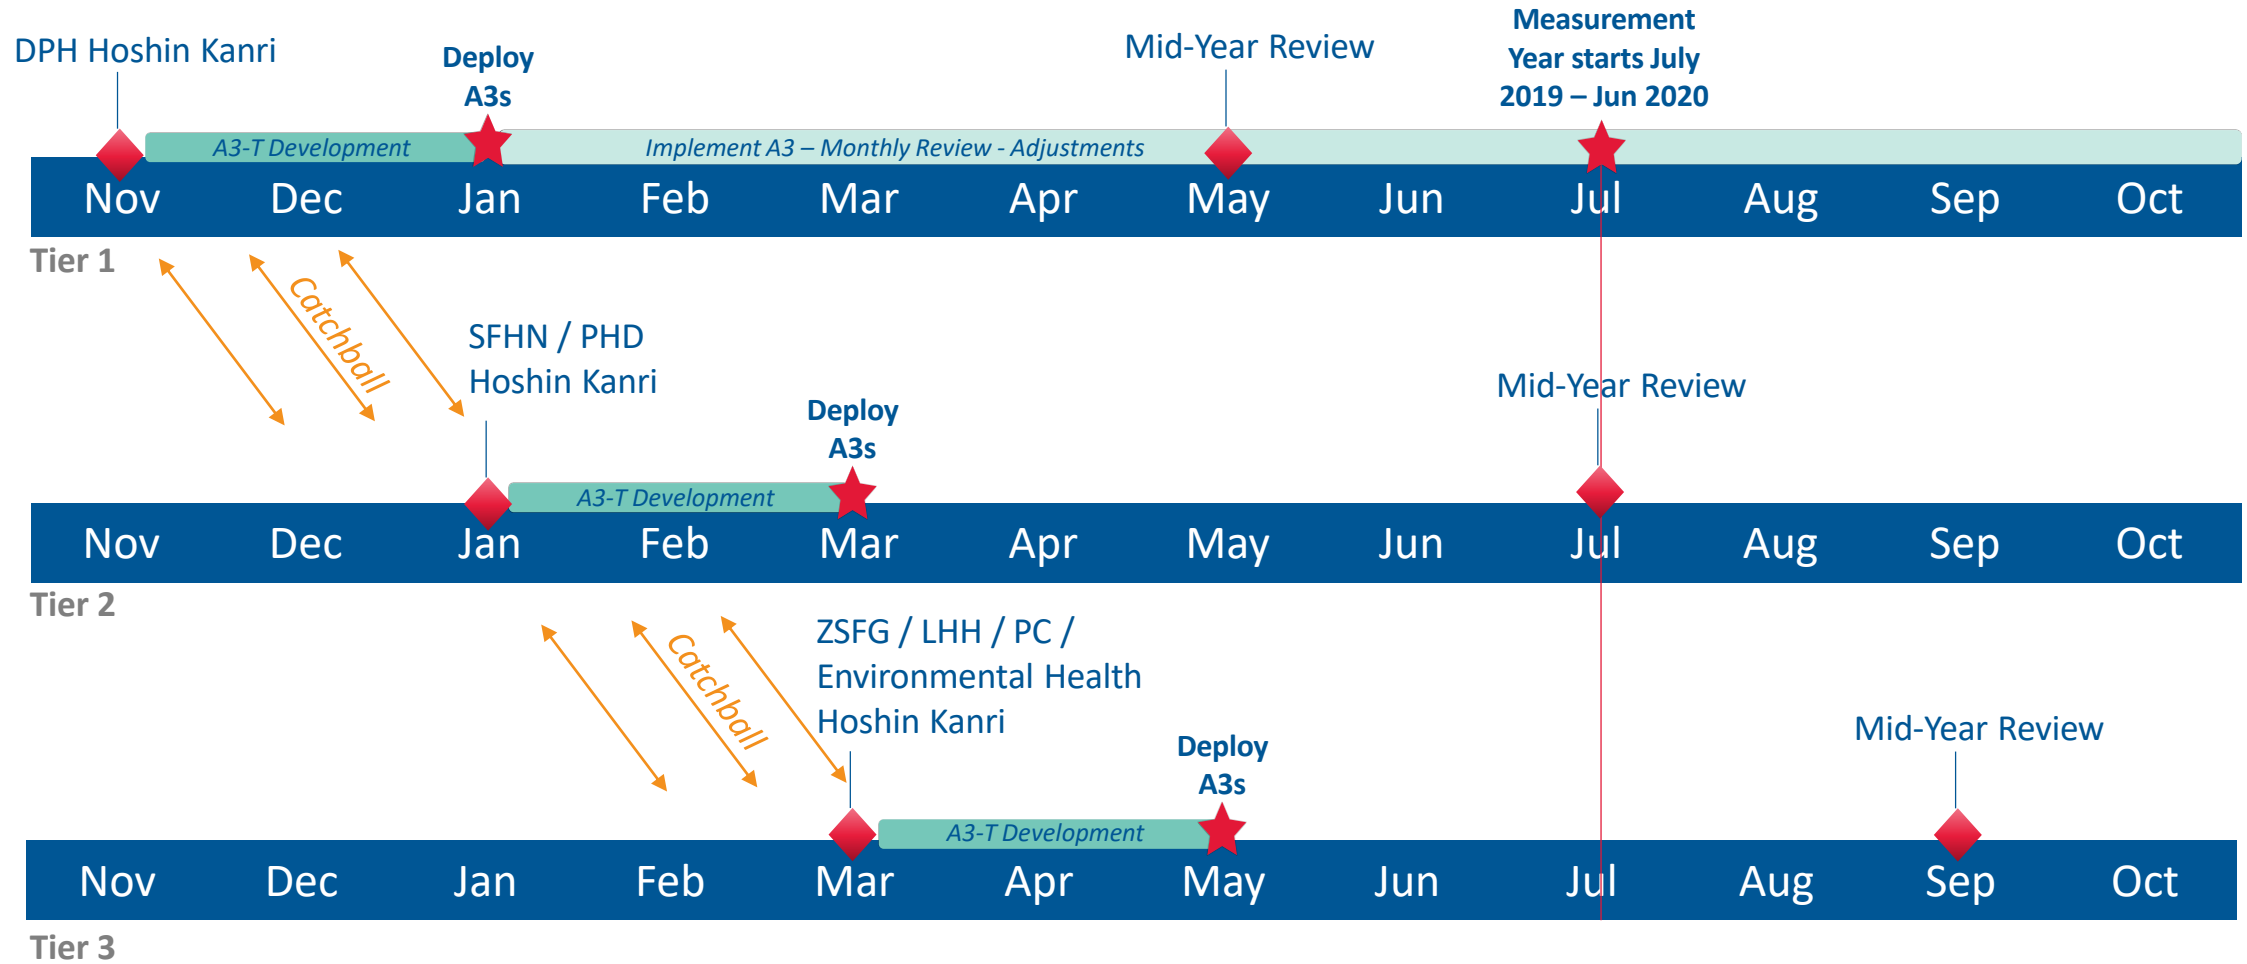 DPH Hoshin Kanri
Deploy
A3s
Mid-Year Review
Measurement
Year starts July
2019 – Jun 2020
A3-T Development
Implement A3 – Monthly Review - Adjustments
Nov Dec Jan Feb Mar Apr May Jun Jul Aug Sep Oct
Tier 1
Catchball
SFHN / PHD
Hoshin Kanri
Deploy
A3s
Mid-Year Review
A3-T Development
Nov Dec Jan Feb Mar Apr May Jun Jul Aug Sep Oct
Tier 2
Catchball
ZSFG / LHH / PC /
Environmental Health
Hoshin Kanri
Deploy
A3s
Mid-Year Review
A3-T Development
Nov Dec Jan Feb Mar Apr May Jun Jul Aug Sep Oct
Tier 3